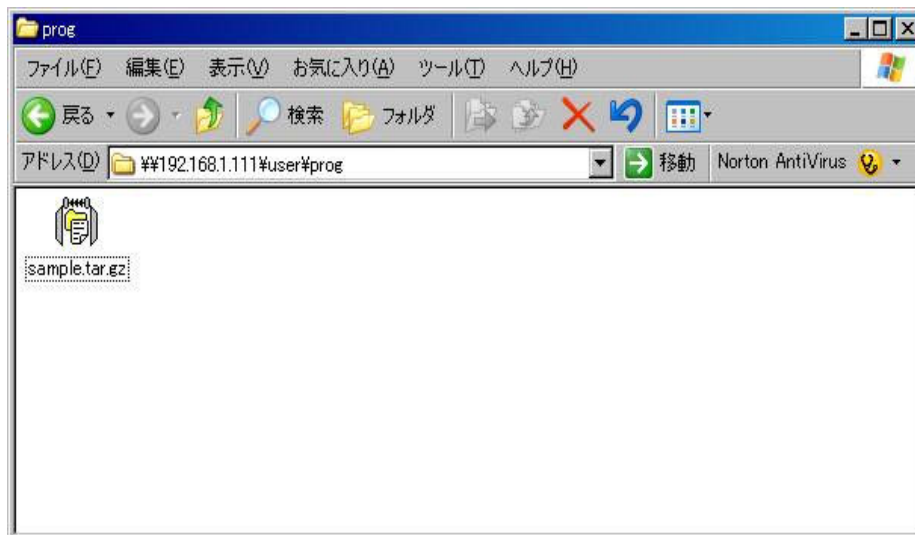 prog
ファイル(F) 編集(E) 表示(V) お気に入り(A) ツール(T) ヘルプ(H)
戻る 検索 フォルダ
アドレス(D) ¥¥192.168.1.111¥user¥prog 移動 Norton AntiVirus
sample.tar.gz